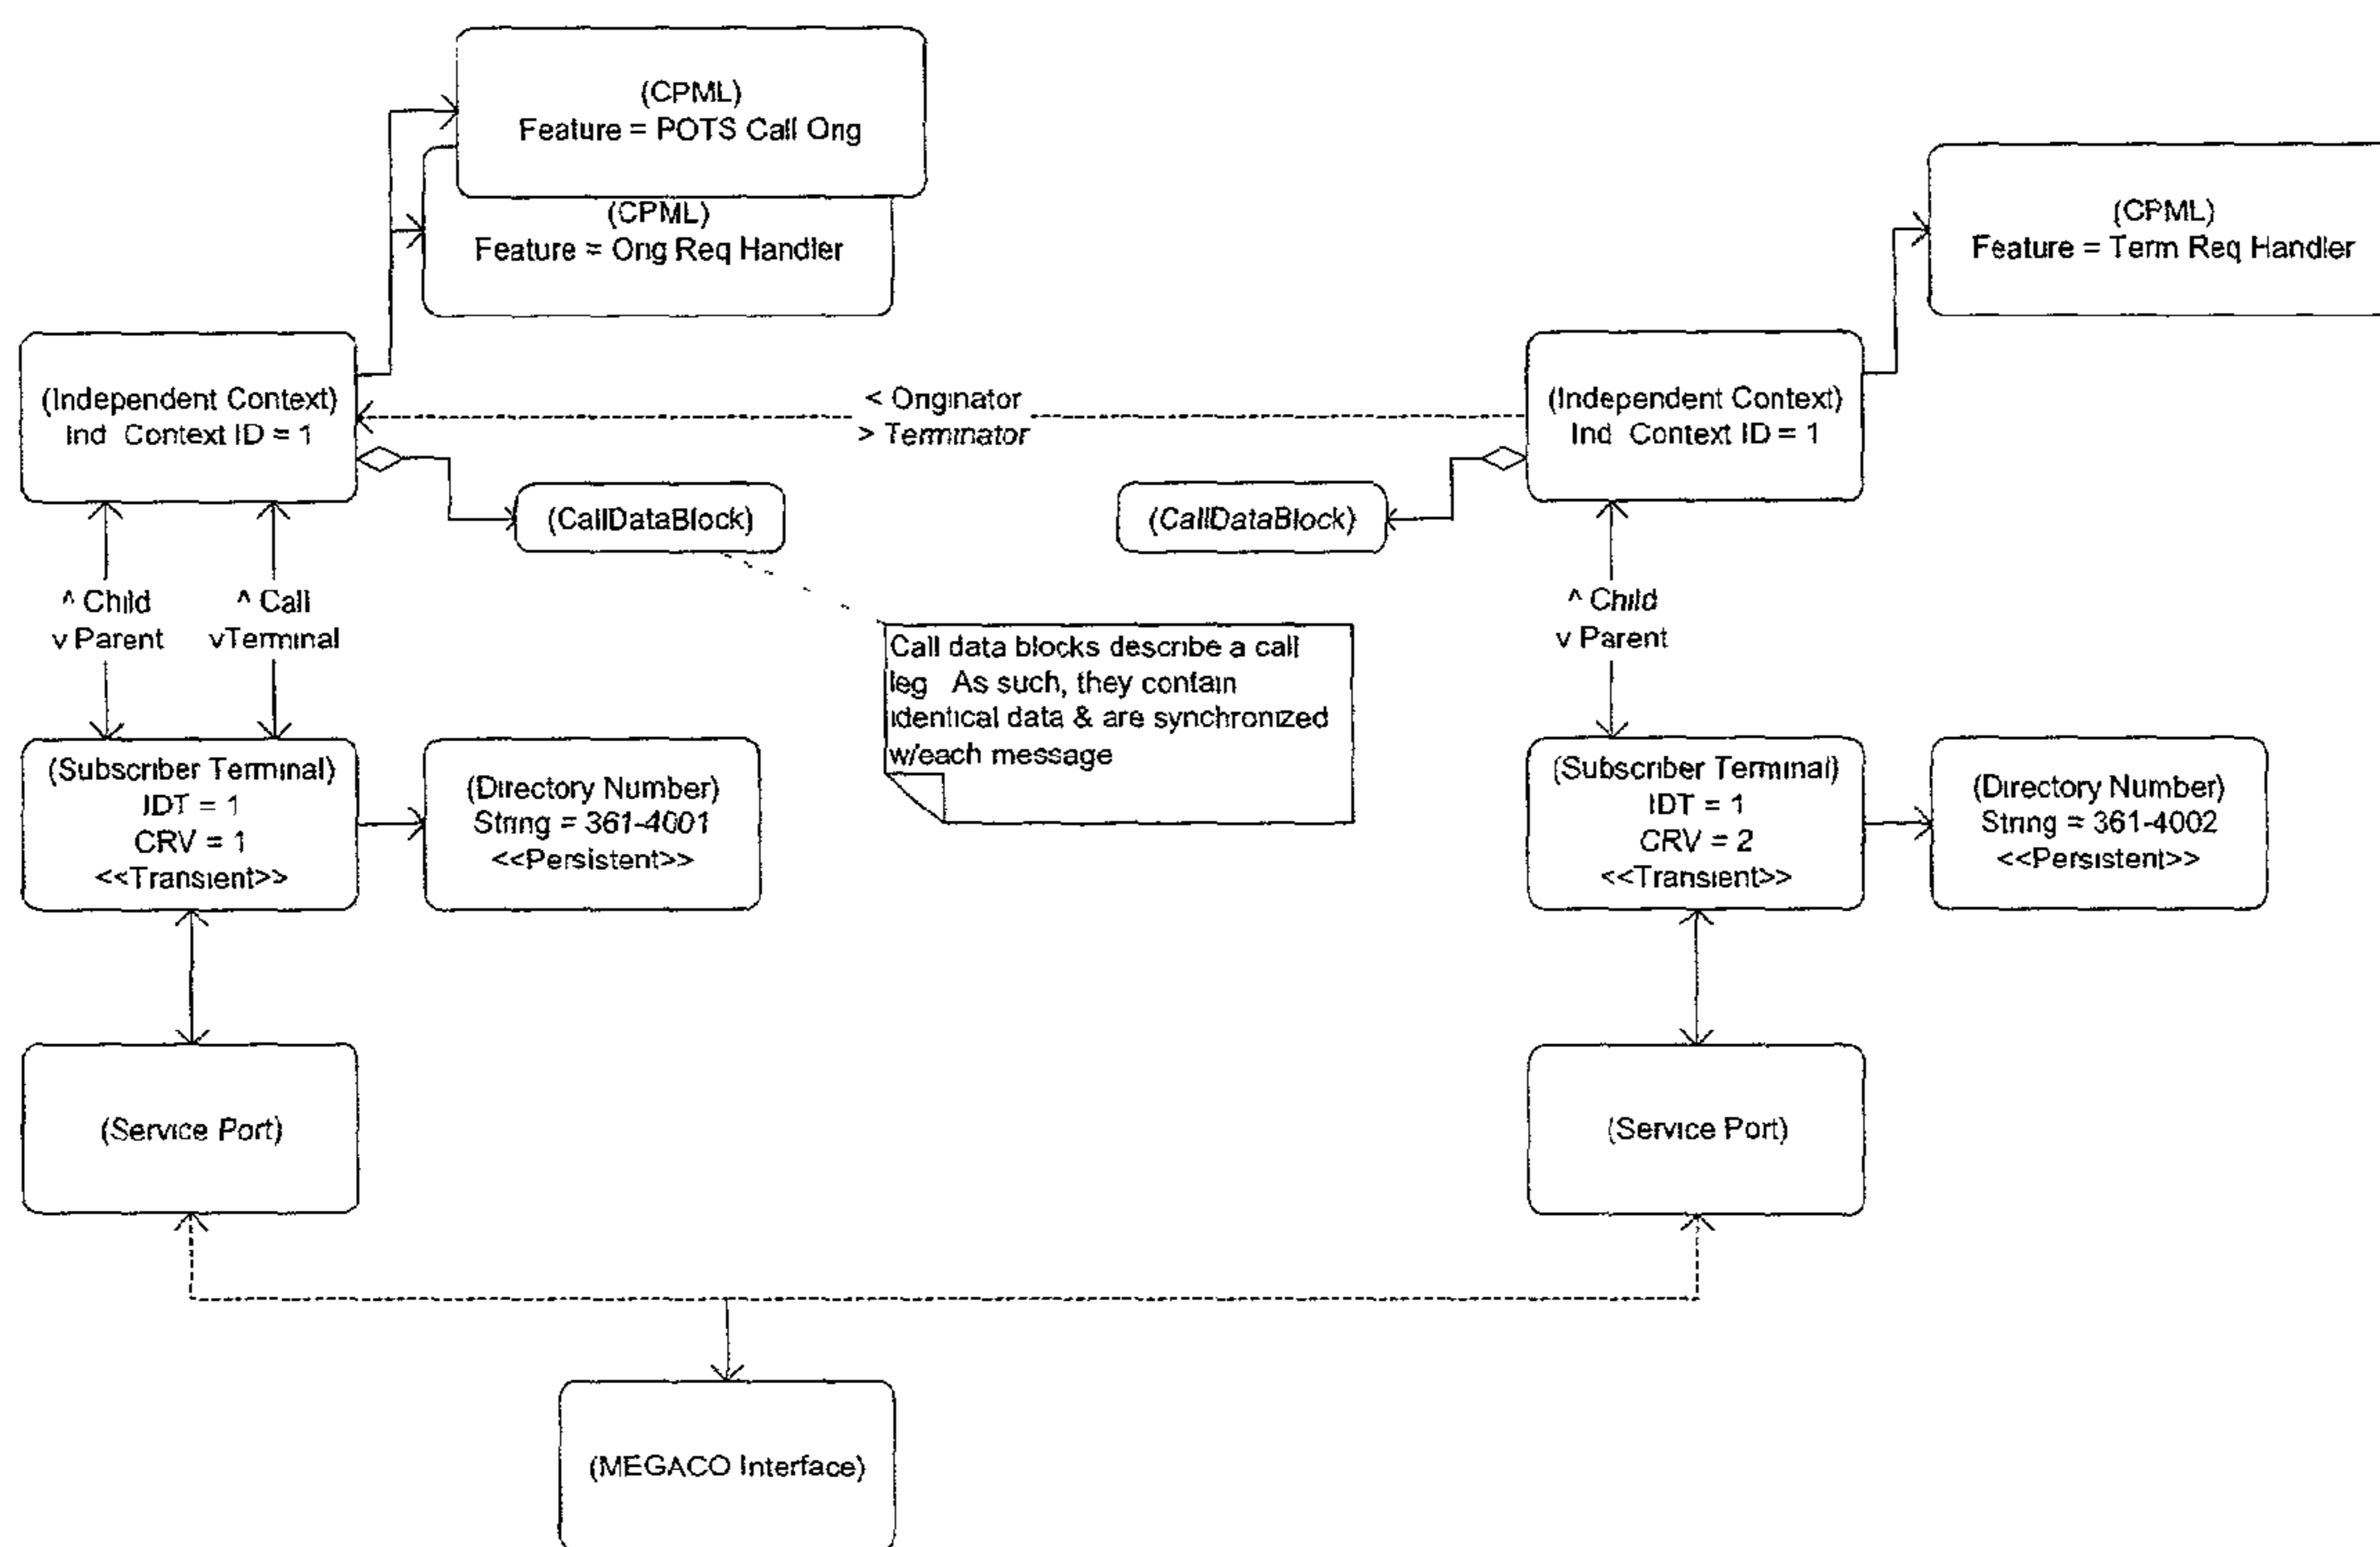 (CPML)
Feature = POTS Call Orig
(CPML)
Feature = Orig Req Handler
(CPML)
Feature = Term Req Handler
(Independent Context)
Ind Context ID = 1
< Originator
> Terminator
(Independent Context)
Ind Context ID = 1
(CallDataBlock)
(CallDataBlock)
^ Child
v Parent
^ Call
vTerminal
^ Child
v Parent
Call data blocks describe a call
leg As such, they contain
identical data & are synchronized
w/each message
(Subscriber Terminal)
IDT = 1
CRV = 1
<<Transient>>
(Directory Number)
String = 361-4001
<<Persistent>>
(Subscriber Terminal)
IDT = 1
CRV = 2
<<Transient>>
(Directory Number)
String = 361-4002
<<Persistent>>
(Service Port)
(Service Port)
(MEGACO Interface)